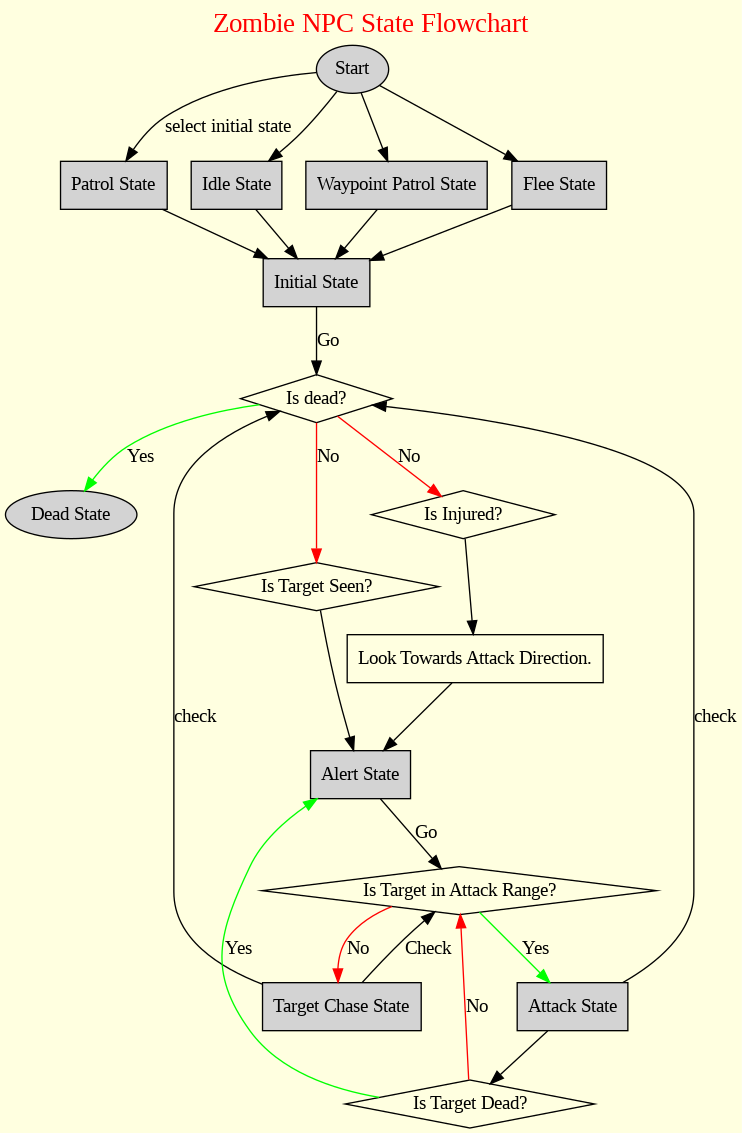 Zombie NPC State Flowchart
Start
select initial state
Patrol State
Idle State
Waypoint Patrol State
Flee State
Initial State
Go
Is dead?
Yes
No
No
Dead State
Is Injured?
Is Target Seen?
Look Towards Attack Direction.
check
check
Alert State
Go
Is Target in Attack Range?
Yes
No
Check
Yes
Target Chase State
No
Attack State
Is Target Dead?